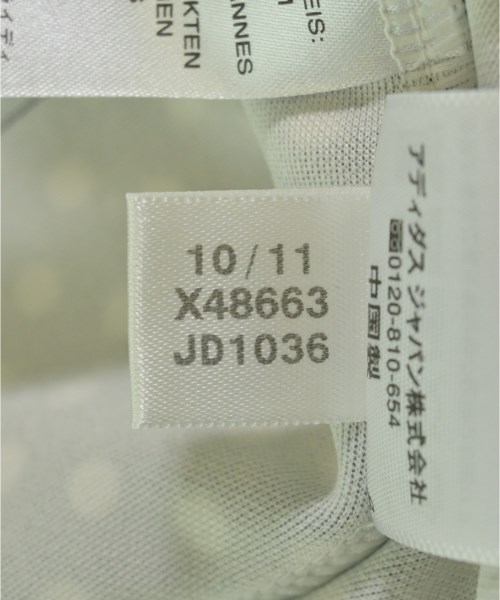 EIS:
ANNES
KTEN
EN
10/11
X48663
JD1036
アディダス ジャパン株式会社
0120-810-654
中国製